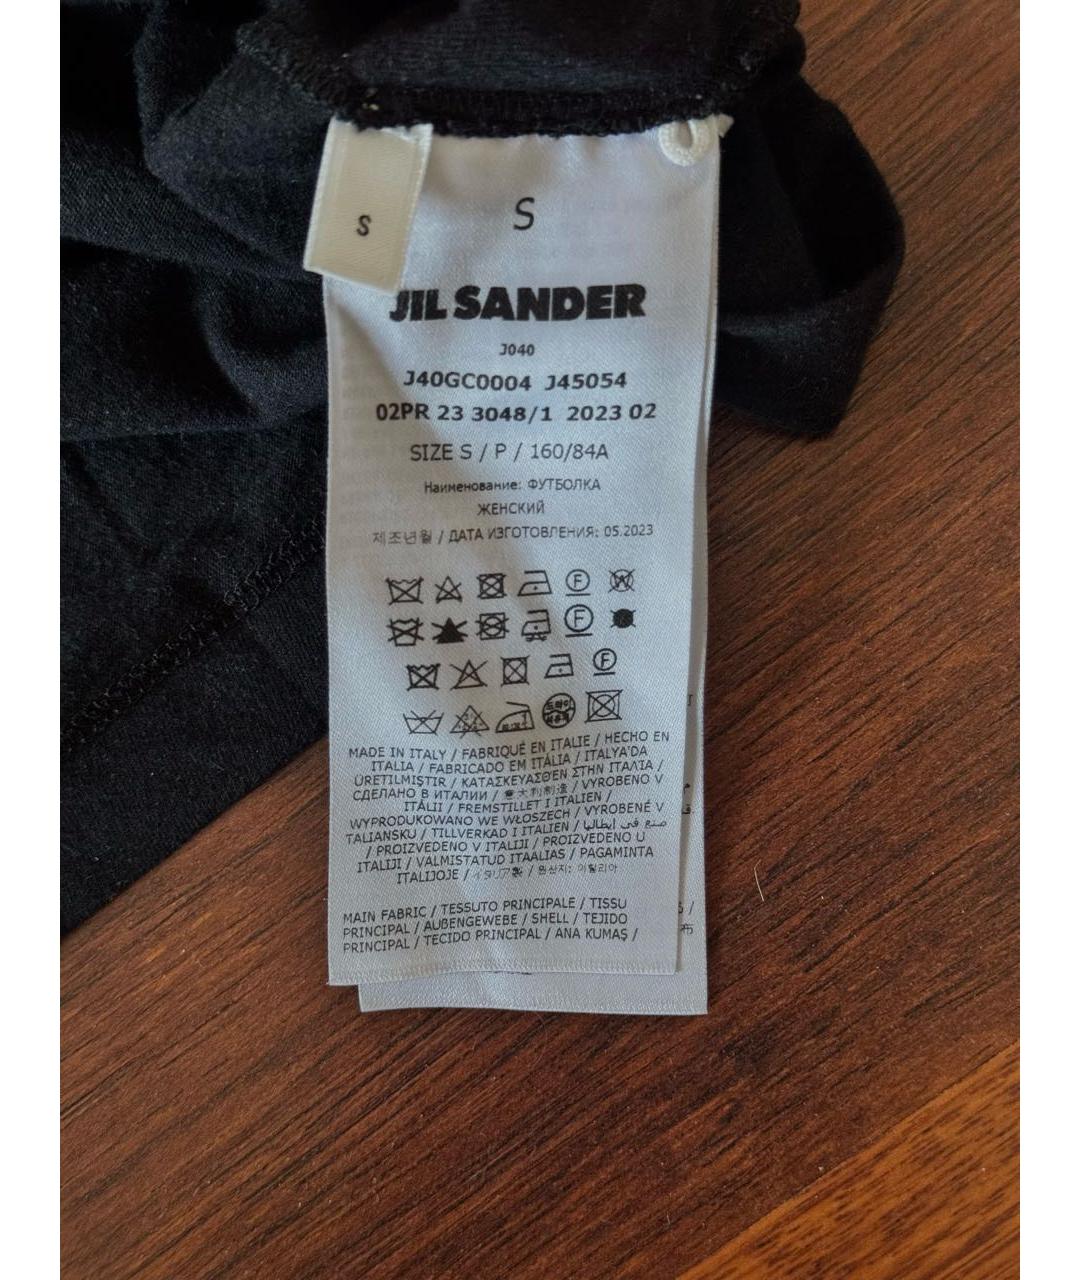 S
S
JIL SANDER
J040
J40GC0004 J45054
02PR 23 3048/1 2023 02
SIZE S / P / 160/84A
Наименование: ФУТБОЛКА
ЖЕНСКИЙ
제조년월 / ДАТА ИЗГОТОВЛЕНИЯ: 05.2023
F W
F
F
드라이
MADE IN ITALY / FABRIQUÉ EN ITALIE / HECHO EN
ITALIA / FABRICADO EM ITÁLIA / ITALYA'DA
ÜRETILMIŞTIR / ΚΑΤΑΣΚΕΥΑΣΘΕΝ ΣΤΗΝ ΙΤΑΛΙΑ /
СДЕЛАНО В ИТАЛИИ / 意大利制造 / VYROBENO V
ITÁLII / FREMSTILLET I ITALIEN /
WYPRODUKOWANO WE WŁOSZECH / VYROBENÉ V
TALIANSKU / TILLVERKAD I ITALIEN / صنع في إيطاليا
/ PROIZVEDENO V ITALIJI / PROIZVEDENO U
ITALIJI / VALMISTATUD ITAALIAS / PAGAMINTA
ITALIJOJE / イタリア製 / 원산지: 이탈리아
MAIN FABRIC / TESSUTO PRINCIPALE / TISSU
PRINCIPAL / AUßENGEWEBE / SHELL / TEJIDO
PRINCIPAL / TECIDO PRINCIPAL / ANA KUMAŞ /